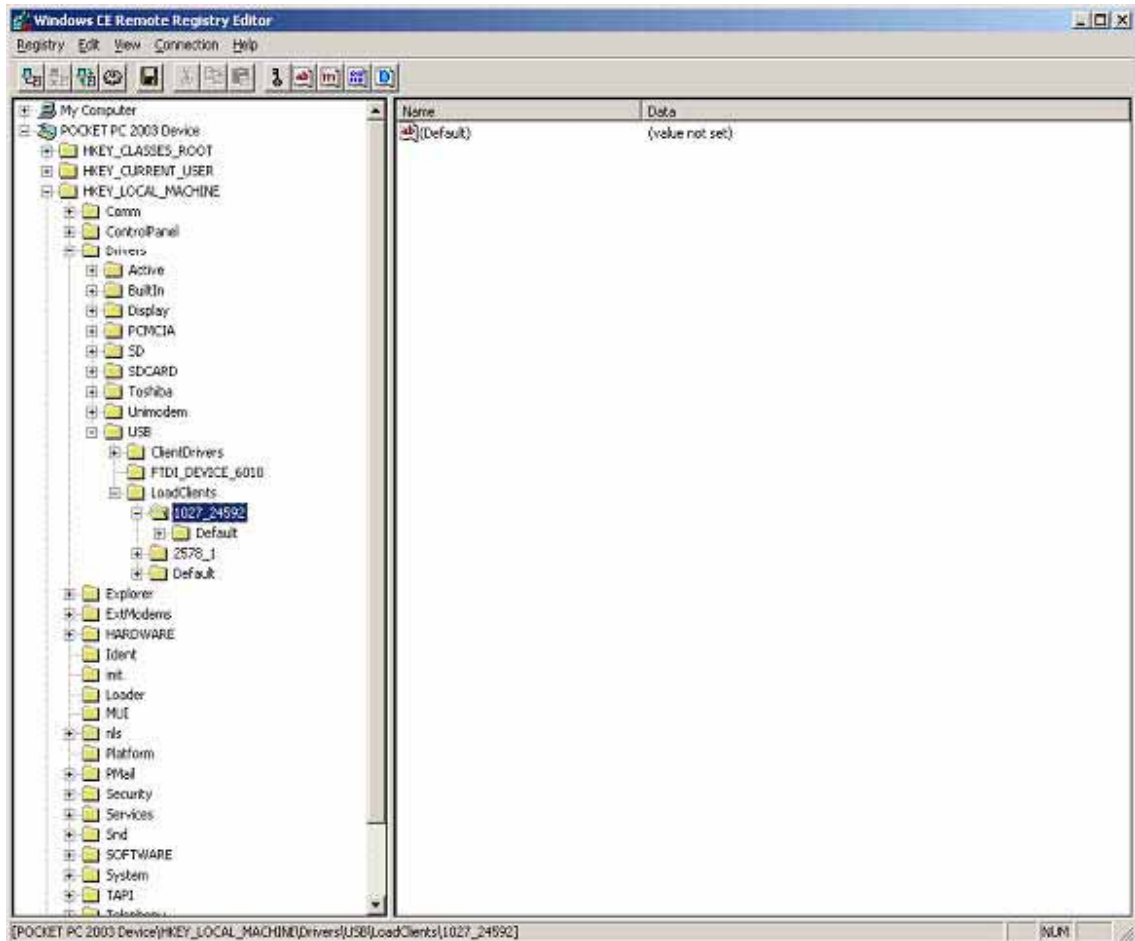 Windows CE Remote Registry Editor
Registry Edit View Connection Help
My Computer
POCKET PC 2003 Device
HKEY_CLASSES_ROOT
HKEY_CURRENT_USER
HKEY_LOCAL_MACHINE
Comm
ControlPanel
Drivers
Active
BuiltIn
Display
PCMCIA
SD
SDCARD
Toshiba
Unimodem
USB
ClientDrivers
FTDI_DEVICE_6010
LoadClients
1027_24592
Default
2578_1
Default
Explorer
ExtModems
HARDWARE
Ident
init
Loader
MUI
nls
Platform
PMail
Security
Services
Snd
SOFTWARE
System
TAPI
Telephony
Name Data
(Default) (value not set)
[POCKET PC 2003 Device\HKEY_LOCAL_MACHINE\Drivers\USB\LoadClients\1027_24592] NUM